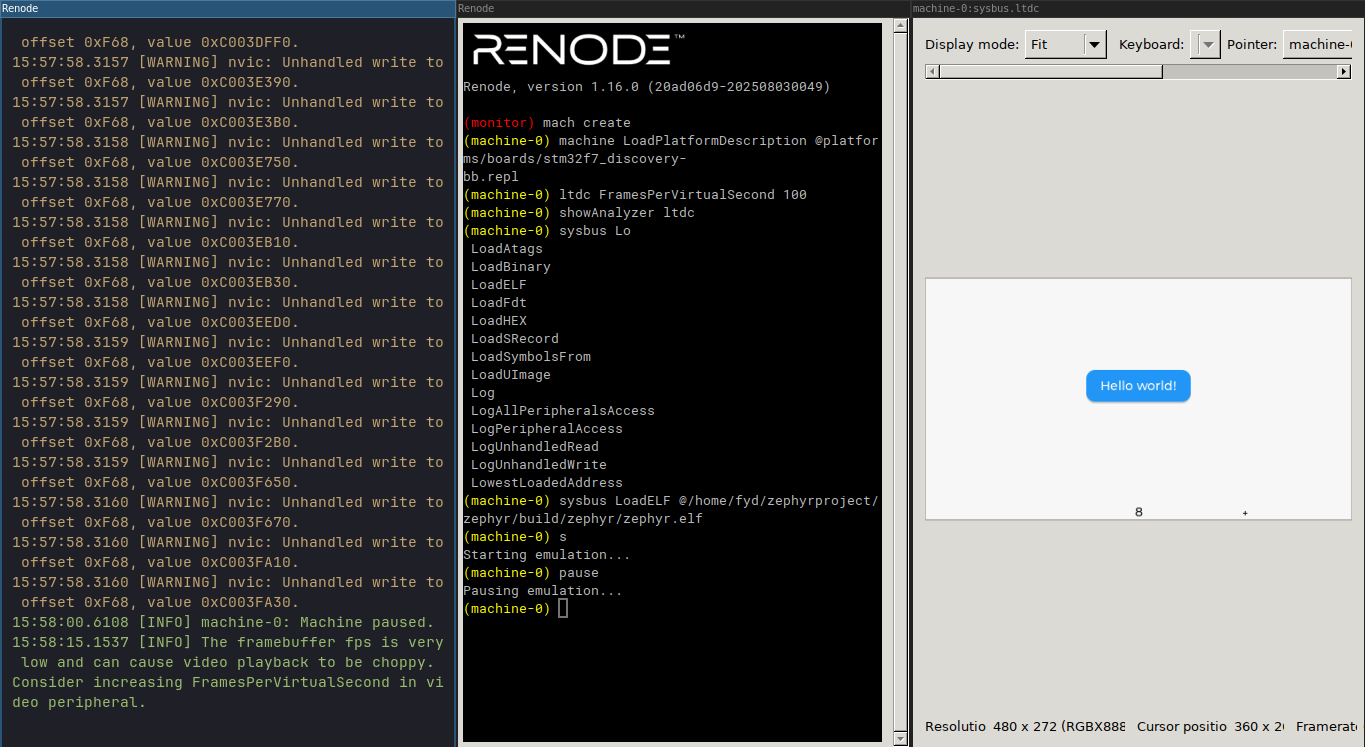 Renode
offset 0xF68, value 0xC003DFF0.
15:57:58.3157 [WARNING] nvic: Unhandled write to
offset 0xF68, value 0xC003E390.
15:57:58.3157 [WARNING] nvic: Unhandled write to
offset 0xF68, value 0xC003E3B0.
15:57:58.3158 [WARNING] nvic: Unhandled write to
offset 0xF68, value 0xC003E750.
15:57:58.3158 [WARNING] nvic: Unhandled write to
offset 0xF68, value 0xC003E770.
15:57:58.3158 [WARNING] nvic: Unhandled write to
offset 0xF68, value 0xC003EB10.
15:57:58.3158 [WARNING] nvic: Unhandled write to
offset 0xF68, value 0xC003EB30.
15:57:58.3158 [WARNING] nvic: Unhandled write to
offset 0xF68, value 0xC003EED0.
15:57:58.3159 [WARNING] nvic: Unhandled write to
offset 0xF68, value 0xC003EEF0.
15:57:58.3159 [WARNING] nvic: Unhandled write to
offset 0xF68, value 0xC003F290.
15:57:58.3159 [WARNING] nvic: Unhandled write to
offset 0xF68, value 0xC003F2B0.
15:57:58.3159 [WARNING] nvic: Unhandled write to
offset 0xF68, value 0xC003F650.
15:57:58.3160 [WARNING] nvic: Unhandled write to
offset 0xF68, value 0xC003F670.
15:57:58.3160 [WARNING] nvic: Unhandled write to
offset 0xF68, value 0xC003FA10.
15:57:58.3160 [WARNING] nvic: Unhandled write to
offset 0xF68, value 0xC003FA30.
15:58:00.6108 [INFO] machine-0: Machine paused.
15:58:15.1537 [INFO] The framebuffer fps is very
low and can cause video playback to be choppy.
Consider increasing FramesPerVirtualSecond in vi
deo peripheral.
Renode
RENODE™
Renode, version 1.16.0 (20ad06d9-202508030049)
(monitor) mach create
(machine-0) machine LoadPlatformDescription @platfor
ms/boards/stm32f7_discovery-
bb.repl
(machine-0) ltdc FramesPerVirtualSecond 100
(machine-0) showAnalyzer ltdc
(machine-0) sysbus Lo
LoadAtags
LoadBinary
LoadELF
LoadFdt
LoadHEX
LoadSRecord
LoadSymbolsFrom
LoadUImage
Log
LogAllPeripheralsAccess
LogPeripheralAccess
LogUnhandledRead
LogUnhandledWrite
LowestLoadedAddress
(machine-0) sysbus LoadELF @/home/fyd/zephyrproject/
zephyr/build/zephyr/zephyr.elf
(machine-0) s
Starting emulation...
(machine-0) pause
Pausing emulation...
(machine-0)
machine-0:sysbus.ltdc
Display mode: Fit Keyboard: Pointer: machine-
Hello world!
8 +
Resolutio 480 x 272 (RGBX888 Cursor positio 360 x 2 Framerat